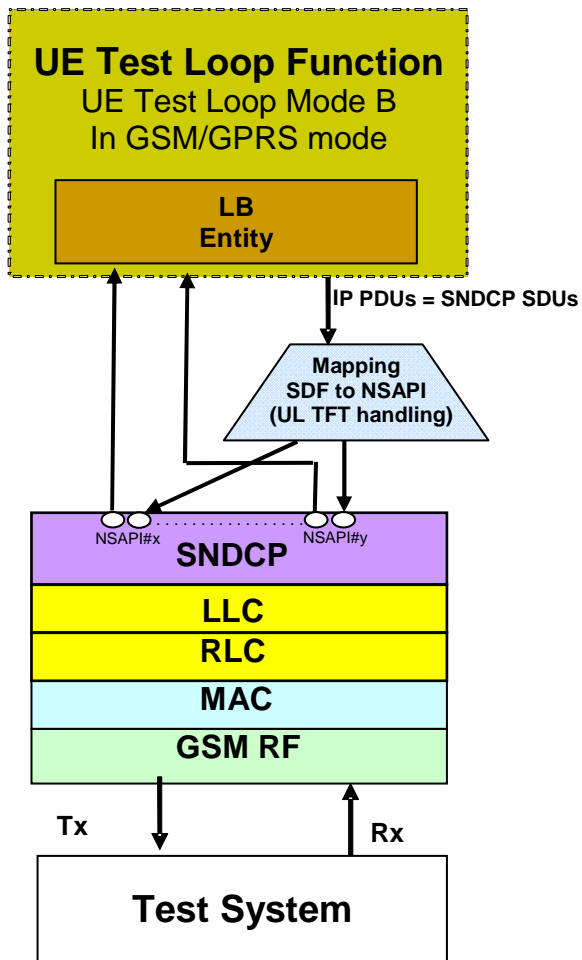 UE Test Loop Function
UE Test Loop Mode B
In GSM/GPRS mode
LB
Entity
IP PDUs = SNDCP SDUs
Mapping
SDF to NSAPI
(UL TFT handling)
NSAPI#x
NSAPI#y
SNDCP
LLC
RLC
MAC
GSM RF
Tx
Rx
Test System